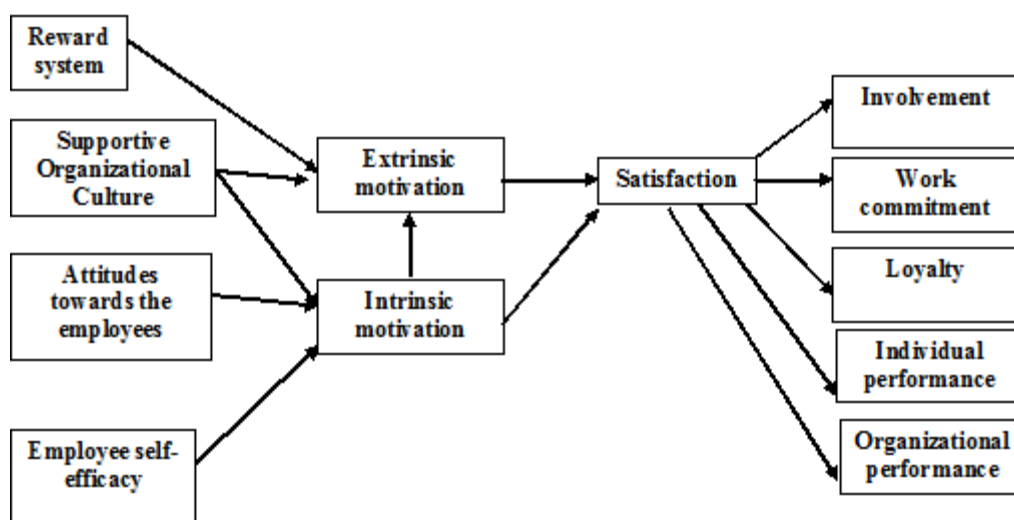 Reward
system
Supportive
Organizational
Culture
Attitudes
towards the
employees
Employee self-
efficacy
Extrinsic
motivation
Intrinsic
motivation
Satisfaction
Involvement
Work
commitment
Loyalty
Individual
performance
Organizational
performance